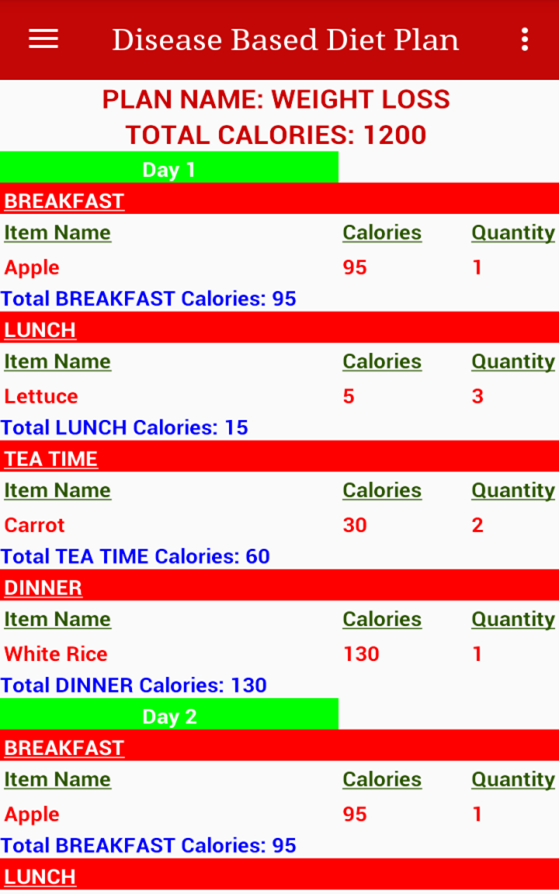 Disease Based Diet Plan
PLAN NAME: WEIGHT LOSS
TOTAL CALORIES: 1200
Day 1
BREAKFAST
Item Name Calories Quantity
Apple 95 1
Total BREAKFAST Calories: 95
LUNCH
Item Name Calories Quantity
Lettuce 5 3
Total LUNCH Calories: 15
TEA TIME
Item Name Calories Quantity
Carrot 30 2
Total TEA TIME Calories: 60
DINNER
Item Name Calories Quantity
White Rice 130 1
Total DINNER Calories: 130
Day 2
BREAKFAST
Item Name Calories Quantity
Apple 95 1
Total BREAKFAST Calories: 95
LUNCH